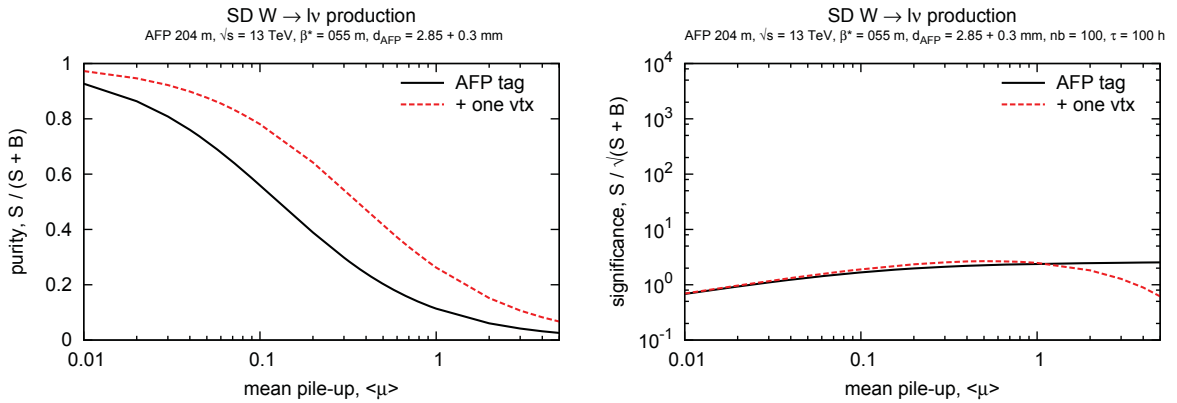 SD W → lν production
AFP 204 m, √s = 13 TeV, β* = 055 m, d_AFP = 2.85 + 0.3 mm
AFP tag
+ one vtx
purity, S / (S + B)
1
0.8
0.6
0.4
0.2
0
0.01
0.1
1
mean pile-up, <μ>
SD W → lν production
AFP 204 m, √s = 13 TeV, β* = 055 m, d_AFP = 2.85 + 0.3 mm, nb = 100, τ = 100 h
AFP tag
+ one vtx
significance, S / √(S + B)
10^4
10^3
10^2
10^1
10^0
10^-1
0.01
0.1
1
mean pile-up, <μ>